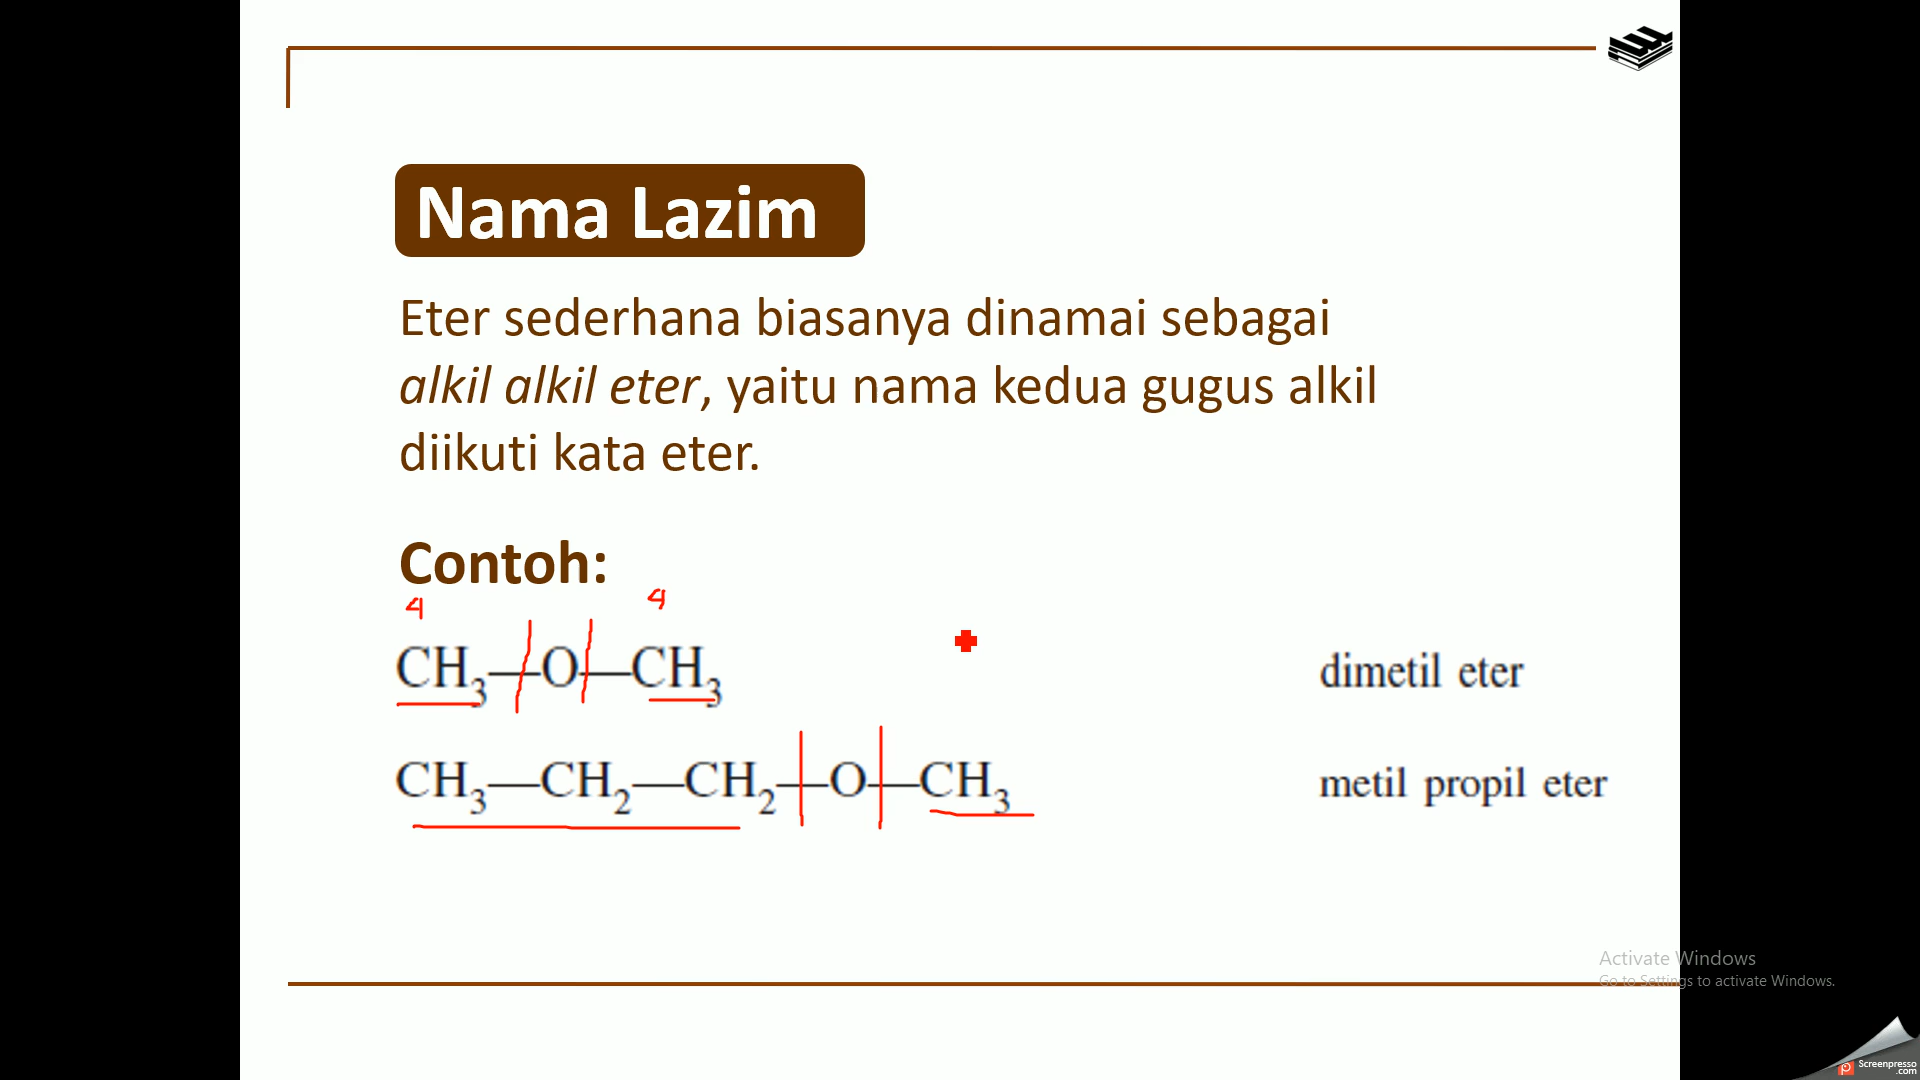 Nama Lazim
Eter sederhana biasanya dinamai sebagai
alkil alkil eter, yaitu nama kedua gugus alkil
diikuti kata eter.
Contoh:
4 4
CH₃—O—CH₃ dimetil eter
CH₃—CH₂—CH₂—O—CH₃ metil propil eter
Activate Windows
Go to Settings to activate Windows.
Screenpresso
.com